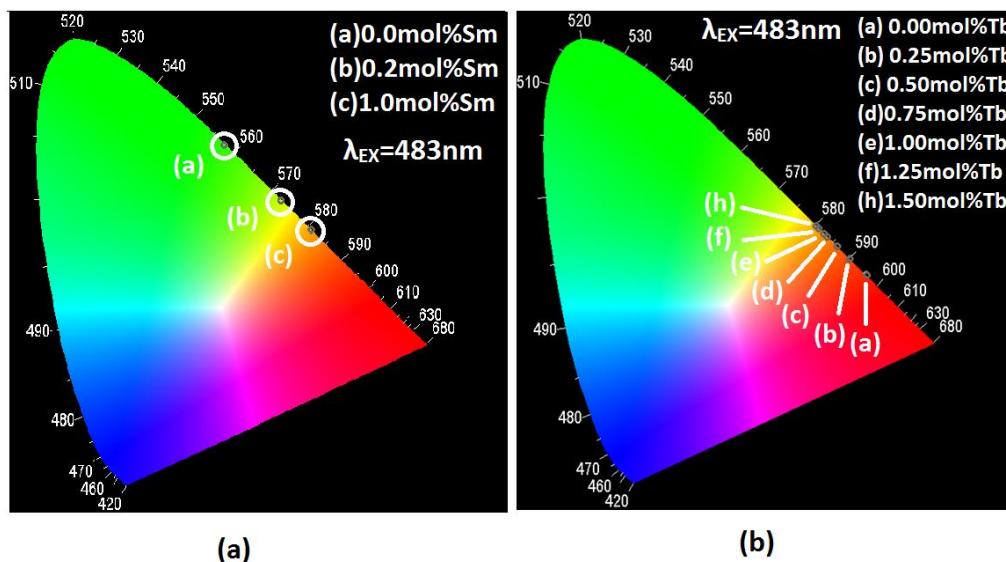 520
530
540
550
560
570
580
590
600
610
630
680
510
490
480
470
460
420
(a)0.0mol%Sm
(b)0.2mol%Sm
(c)1.0mol%Sm
λEX=483nm
(a)
(b)
(c)
(a)
520
530
540
550
560
570
580
590
600
610
630
680
510
490
480
470
460
420
λEX=483nm
(a) 0.00mol%Tb
(b) 0.25mol%Tb
(c) 0.50mol%Tb
(d)0.75mol%Tb
(e)1.00mol%Tb
(f)1.25mol%Tb
(h)1.50mol%Tb
(h)
(f)
(e)
(d)
(c)
(b)
(a)
(b)